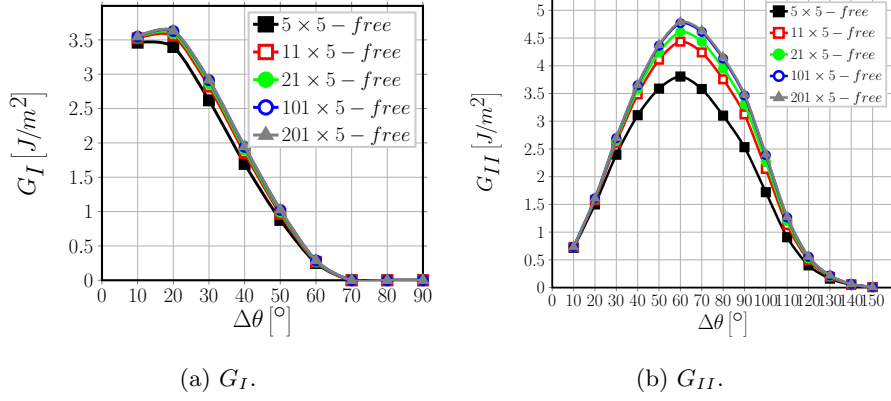 5 × 5 − free
11 × 5 − free
21 × 5 − free
101 × 5 − free
201 × 5 − free
G_I [J/m^2]
3.5
3
2.5
2
1.5
1
0.5
0
0 10 20 30 40 50 60 70 80 90
Δθ [°]
(a) G_I.
5 × 5 − free
11 × 5 − free
21 × 5 − free
101 × 5 − free
201 × 5 − free
G_{II} [J/m^2]
5
4.5
4
3.5
3
2.5
2
1.5
1
0.5
0
0 10 20 30 40 50 60 70 80 90 100 110 120 130 140 150
Δθ [°]
(b) G_{II}.